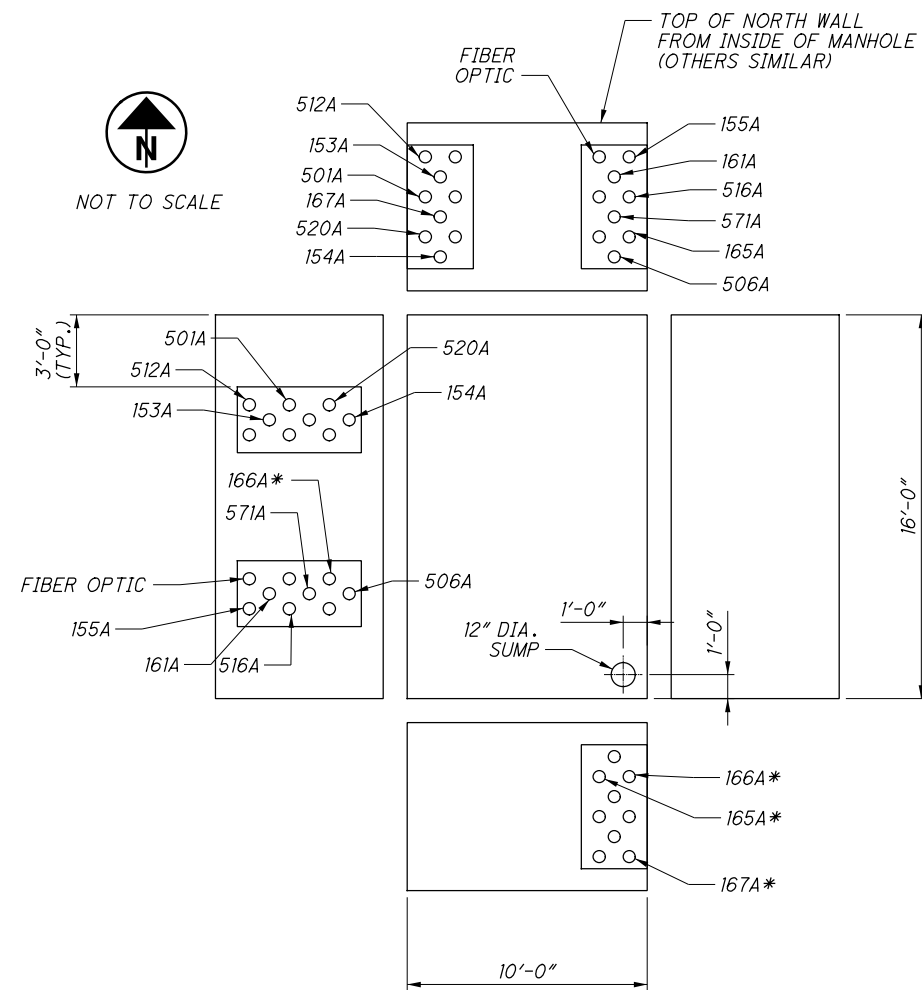 TOP OF NORTH WALL
FROM INSIDE OF MANHOLE
(OTHERS SIMILAR)
FIBER
OPTIC
N
NOT TO SCALE
512A
153A
501A
167A
520A
154A
155A
161A
516A
571A
165A
506A
3'-0"
(TYP.)
501A
520A
512A
153A
154A
166A*
571A
FIBER OPTIC
506A
155A
161A
516A
12" DIA.
SUMP
1'-0"
1'-0"
16'-0"
166A*
165A*
167A*
10'-0"